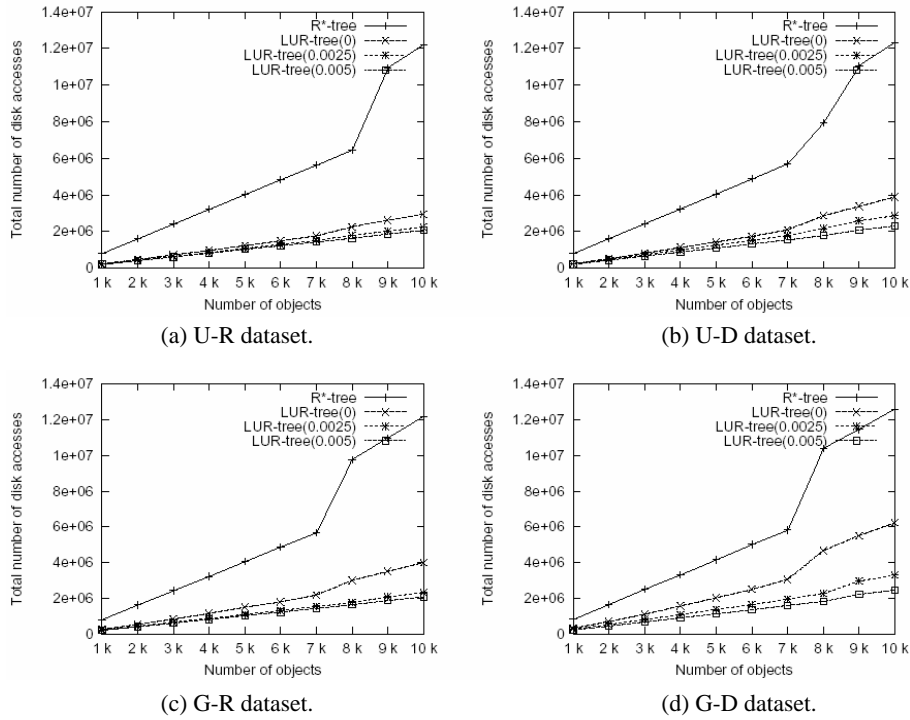 1.4e+07
1.2e+07
1e+07
8e+06
6e+06
4e+06
2e+06
0
Total number of disk accesses
R*-tree
LUR-tree(0)
LUR-tree(0.0025)
LUR-tree(0.005)
1 k 2 k 3 k 4 k 5 k 6 k 7 k 8 k 9 k 10 k
Number of objects
(a) U-R dataset.
1.4e+07
1.2e+07
1e+07
8e+06
6e+06
4e+06
2e+06
0
Total number of disk accesses
R*-tree
LUR-tree(0)
LUR-tree(0.0025)
LUR-tree(0.005)
1 k 2 k 3 k 4 k 5 k 6 k 7 k 8 k 9 k 10 k
Number of objects
(b) U-D dataset.
1.4e+07
1.2e+07
1e+07
8e+06
6e+06
4e+06
2e+06
0
Total number of disk accesses
R*-tree
LUR-tree(0)
LUR-tree(0.0025)
LUR-tree(0.005)
1 k 2 k 3 k 4 k 5 k 6 k 7 k 8 k 9 k 10 k
Number of objects
(c) G-R dataset.
1.4e+07
1.2e+07
1e+07
8e+06
6e+06
4e+06
2e+06
0
Total number of disk accesses
R*-tree
LUR-tree(0)
LUR-tree(0.0025)
LUR-tree(0.005)
1 k 2 k 3 k 4 k 5 k 6 k 7 k 8 k 9 k 10 k
Number of objects
(d) G-D dataset.